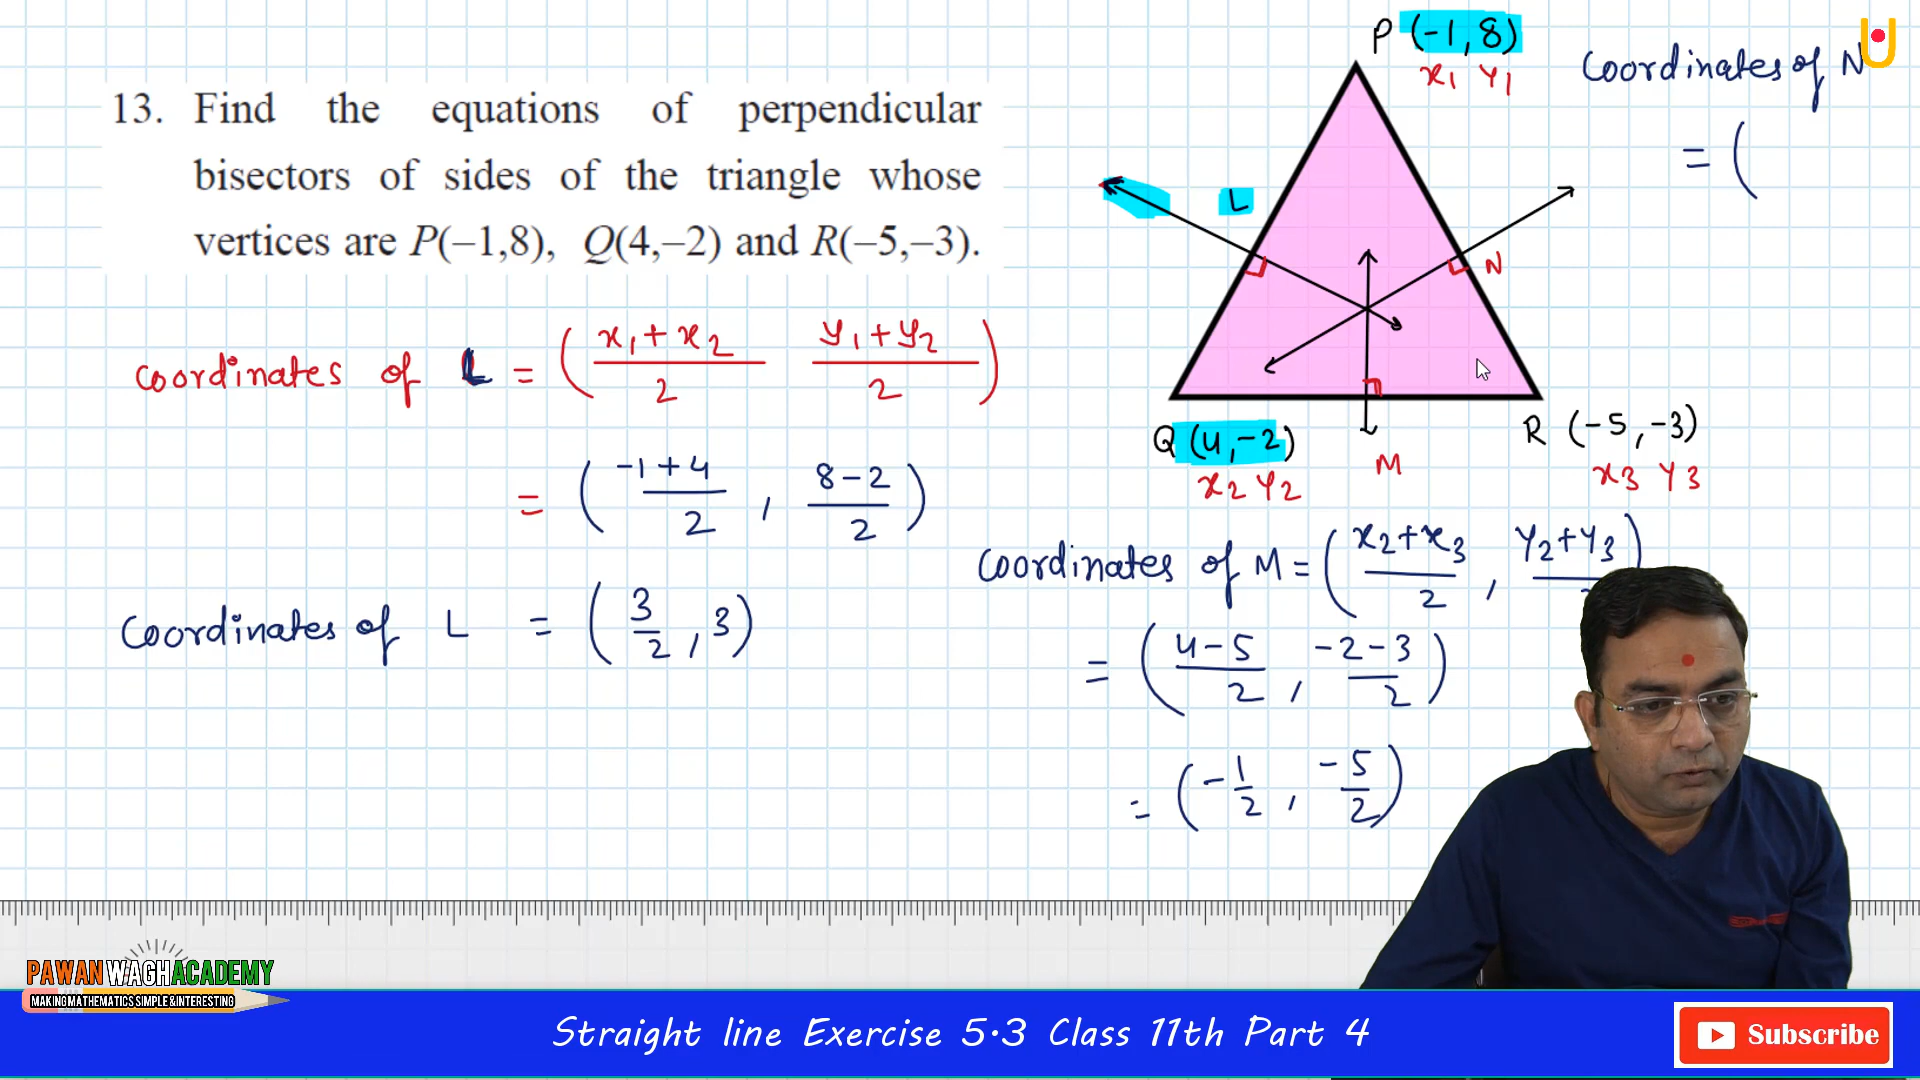 13. Find the equations of perpendicular
bisectors of sides of the triangle whose
vertices are P(–1,8), Q(4,–2) and R(–5,–3).
coordinates of L = (x₁+x₂/2 y₁+y₂/2)
= (-1+4/2, 8-2/2)
coordinates of L = (3/2, 3)
P (-1, 8)
x₁ y₁
L
N
Q (4, -2)
x₂ y₂
M
R (-5, -3)
x₃ y₃
coordinates of N
= (
coordinates of M = (x₂+x₃/2, y₂+y₃)
= (4-5/2, -2-3/2)
= (-1/2, -5/2)
PAWAN WAGH ACADEMY
MAKING MATHEMATICS SIMPLE & INTERESTING
Straight line Exercise 5.3 Class 11th Part 4
Subscribe